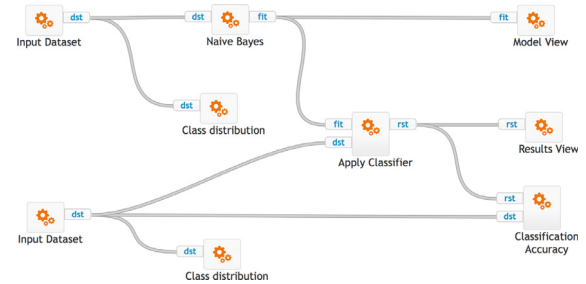 dst dst fit fit
Input Dataset Naive Bayes Model View
dst
Class distribution
fit rst rst
dst
Apply Classifier Results View
rst
dst dst
Input Dataset Classification
Accuracy
dst
Class distribution